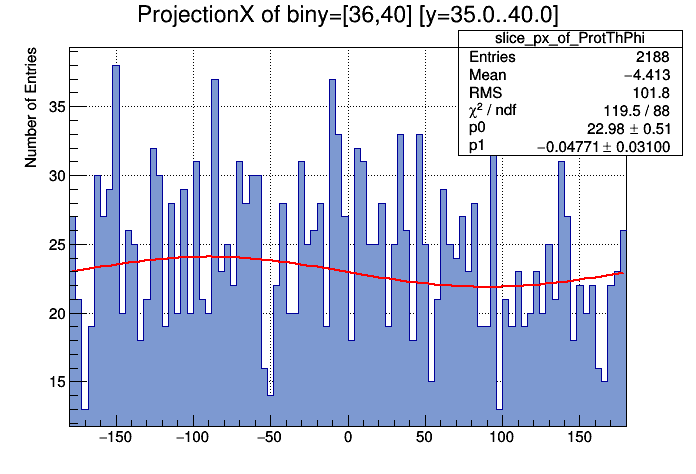 ProjectionX of biny=[36,40] [y=35.0..40.0]
slice_px_of_ProtThPhi
Entries 2188
Mean −4.413
RMS 101.8
χ² / ndf 119.5 / 88
p0 22.98 ± 0.51
p1 −0.04771 ± 0.03100
Number of Entries
35
30
25
20
15
−150 −100 −50 0 50 100 150